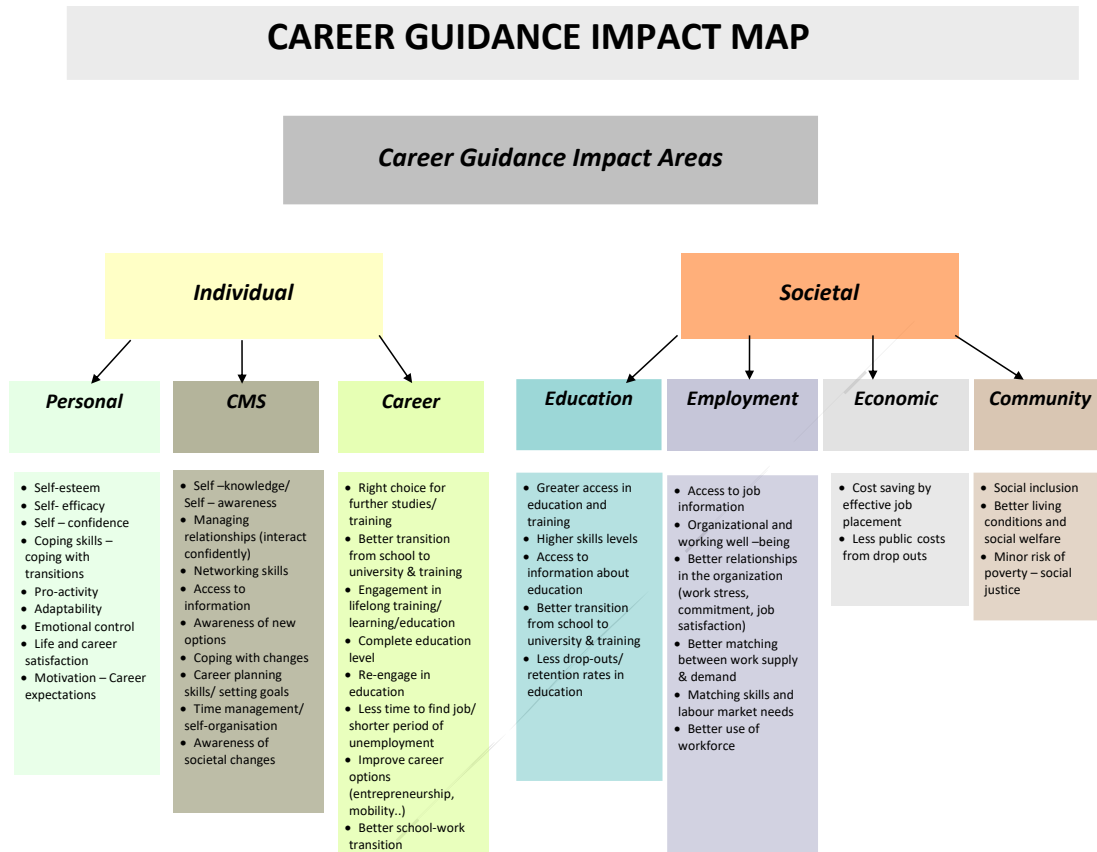 CAREER GUIDANCE IMPACT MAP
Career Guidance Impact Areas
Individual
Societal
Personal
CMS
Career
Education
Employment
Economic
Community
• Self-esteem
• Self- efficacy
• Self – confidence
• Coping skills –
coping with
transitions
• Pro-activity
• Adaptability
• Emotional control
• Life and career
satisfaction
• Motivation – Career
expectations
• Self –knowledge/
Self – awareness
• Managing
relationships (interact
confidently)
• Networking skills
• Access to
information
• Awareness of new
options
• Coping with changes
• Career planning
skills/ setting goals
• Time management/
self-organisation
• Awareness of
societal changes
• Right choice for
further studies/
training
• Better transition
from school to
university & training
• Engagement in
lifelong training/
learning/education
• Complete education
level
• Re-engage in
education
• Less time to find job/
shorter period of
unemployment
• Improve career
options
(entrepreneurship,
mobility..)
• Better school-work
transition
• Greater access in
education and
training
• Higher skills levels
• Access to
information about
education
• Better transition
from school to
university & training
• Less drop-outs/
retention rates in
education
• Access to job
information
• Organizational and
working well –being
• Better relationships
in the organization
(work stress,
commitment, job
satisfaction)
• Better matching
between work supply
& demand
• Matching skills and
labour market needs
• Better use of
workforce
• Cost saving by
effective job
placement
• Less public costs
from drop outs
• Social inclusion
• Better living
conditions and
social welfare
• Minor risk of
poverty – social
justice